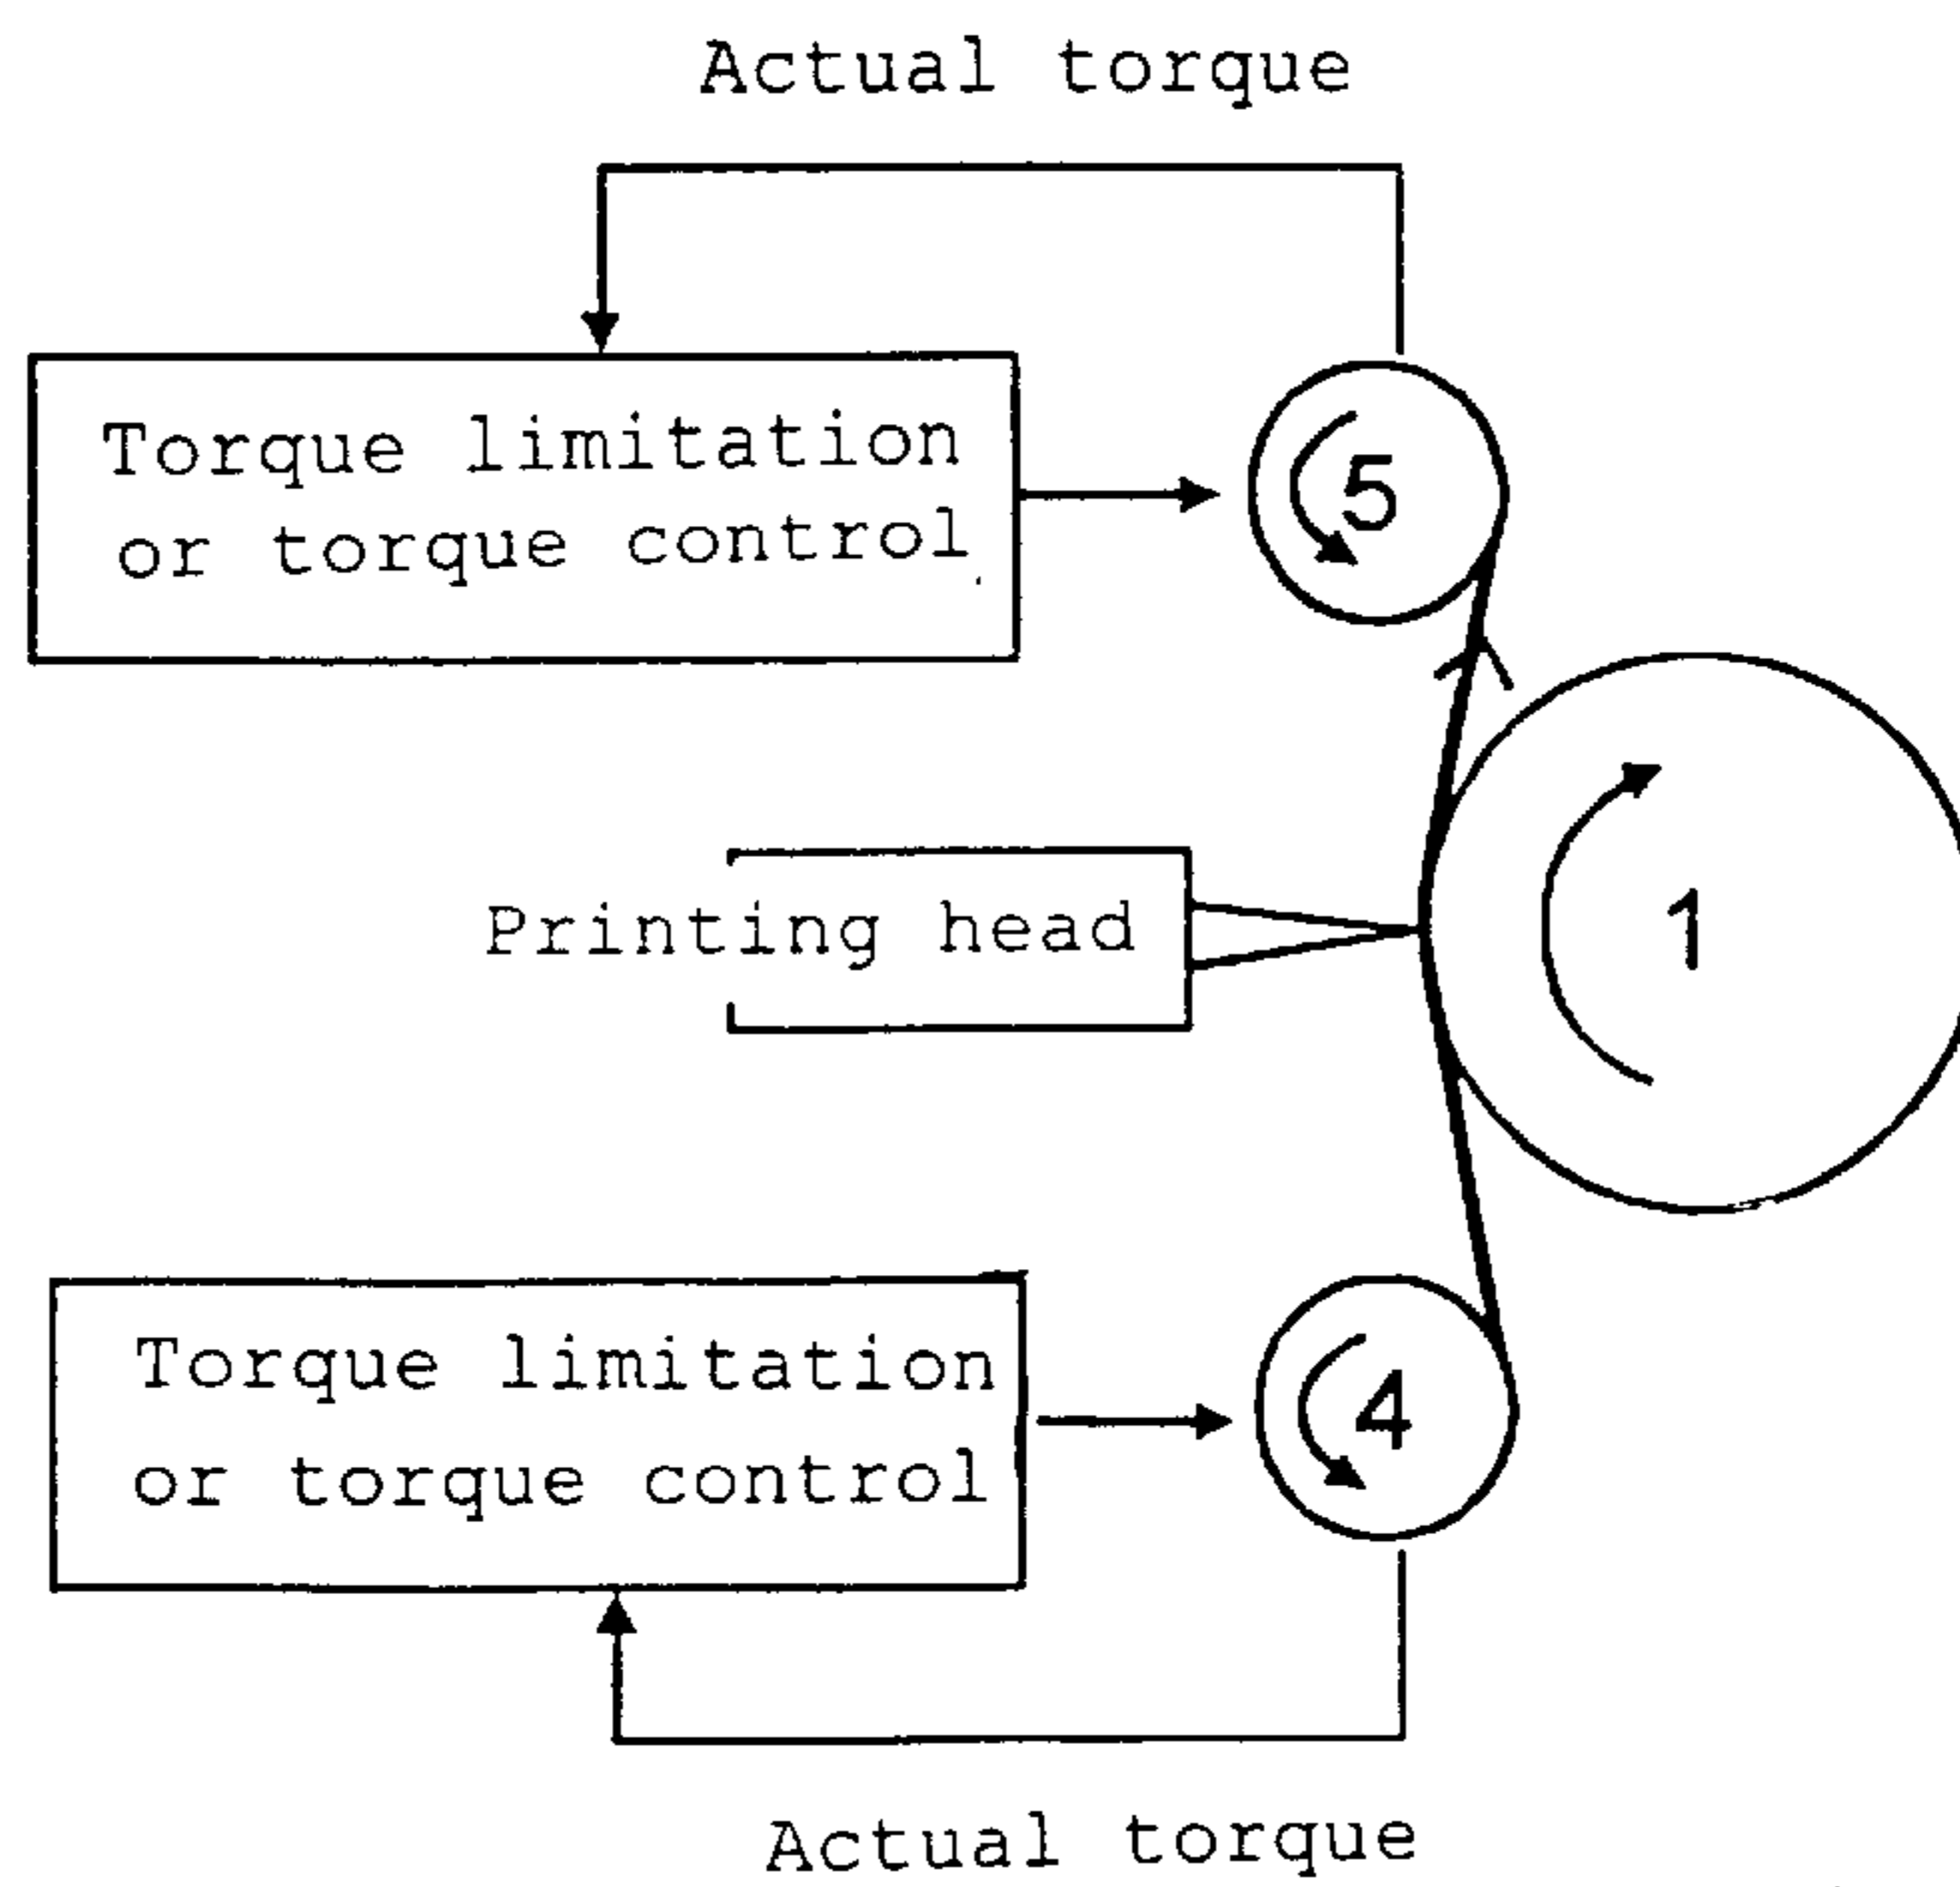 Actual torque
Torque limitation
or torque control
5
Printing head
1
Torque limitation
or torque control
4
Actual torque